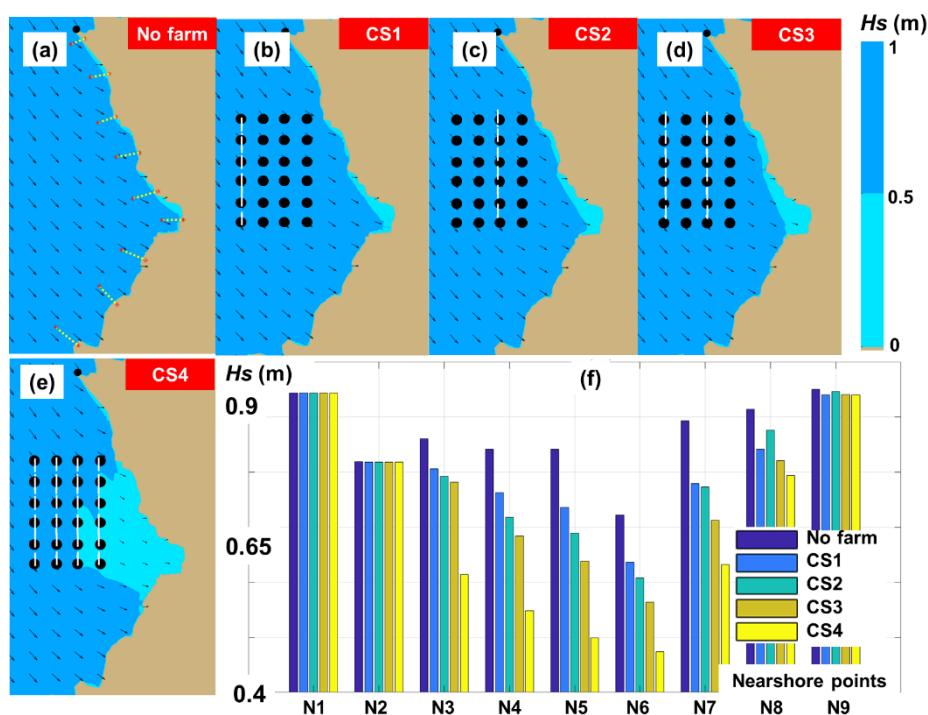 (a)
No farm
(b)
CS1
(c)
CS2
(d)
CS3
Hs (m)
1
0.5
0
(e)
CS4
Hs (m)
(f)
0.9
0.65
0.4
No farm
CS1
CS2
CS3
CS4
Nearshore points
N1 N2 N3 N4 N5 N6 N7 N8 N9